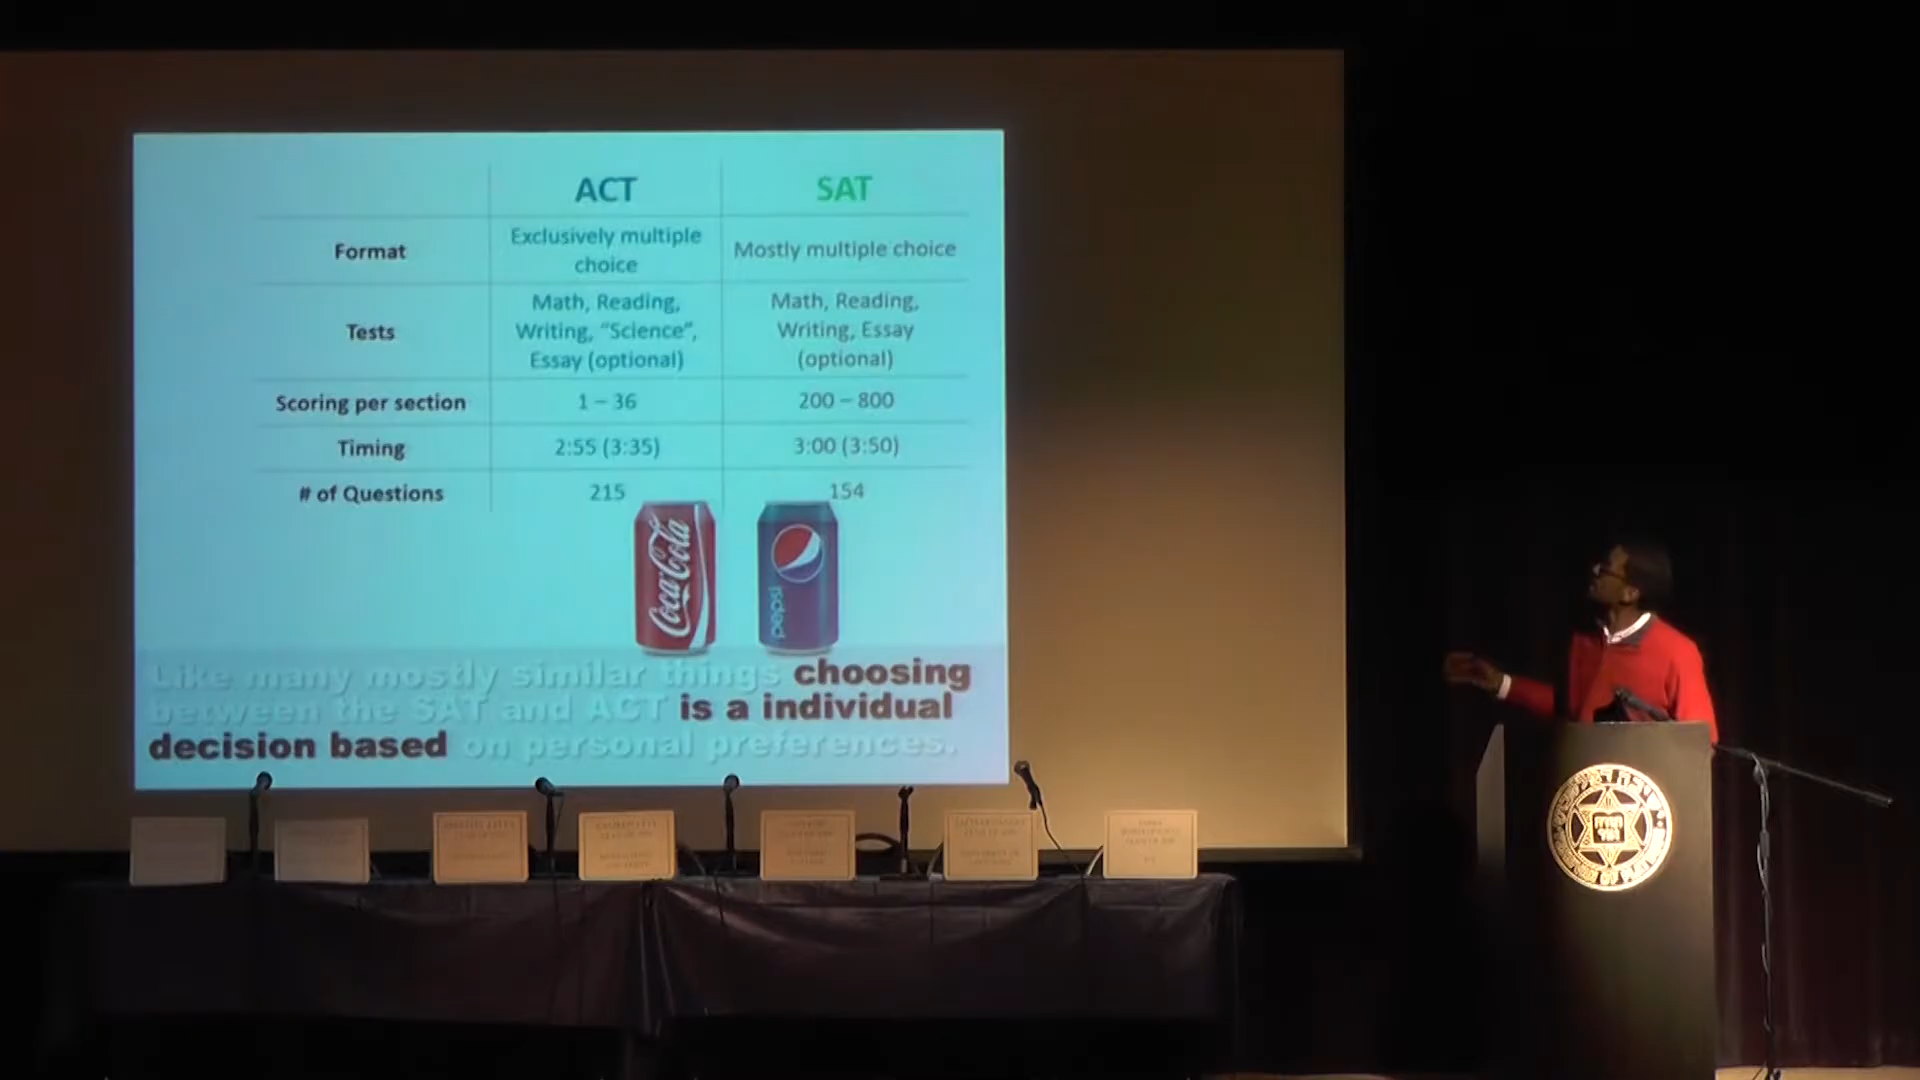 ACT
SAT
Format
Exclusively multiple
choice
Mostly multiple choice
Tests
Math, Reading,
Writing, “Science”,
Essay (optional)
Math, Reading,
Writing, Essay
(optional)
Scoring per section
1 – 36
200 – 800
Timing
2:55 (3:35)
3:00 (3:50)
# of Questions
215
154
Coca-Cola
pepsi
Like many mostly similar things choosing
between the SAT and ACT is a individual
decision based on personal preferences.